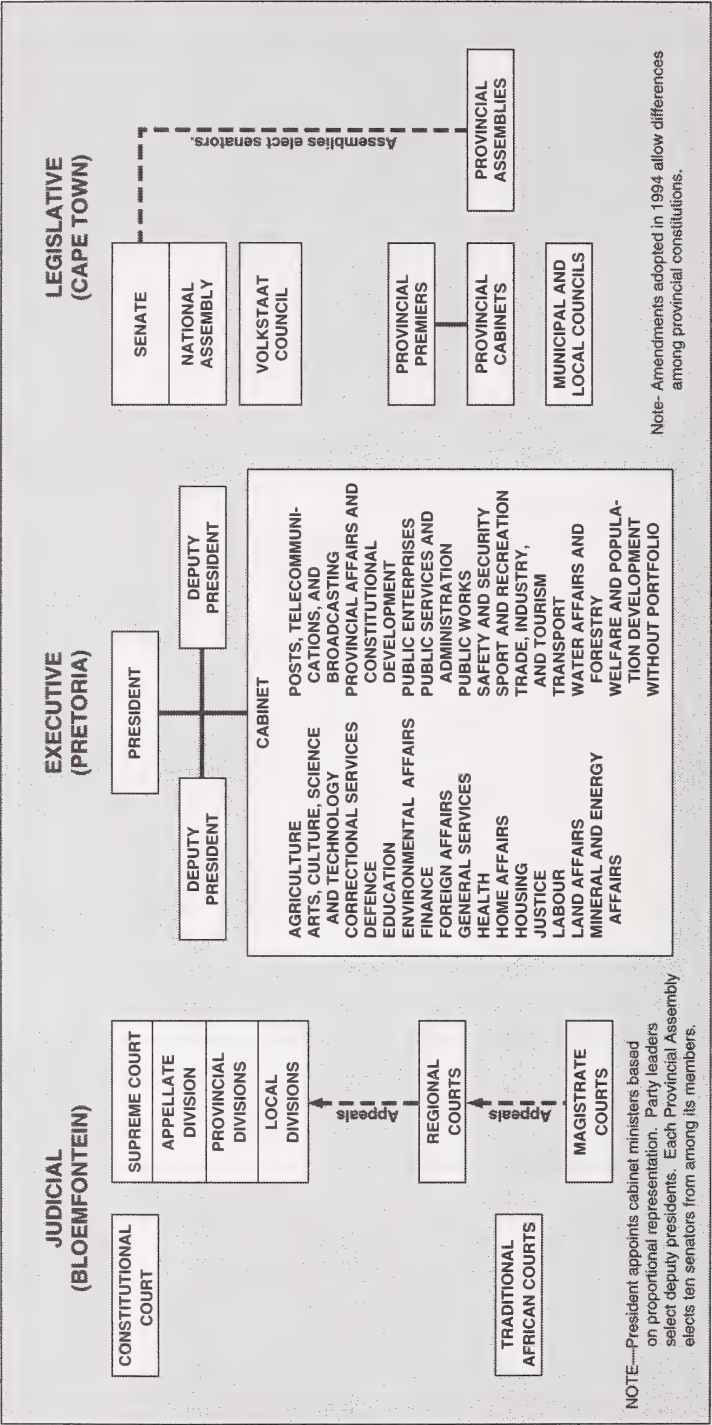 JUDICIAL
(BLOEMFONTEIN)
CONSTITUTIONAL
COURT
SUPREME COURT
APPELLATE
DIVISION
PROVINCIAL
DIVISIONS
LOCAL
DIVISIONS
Appeals
REGIONAL
COURTS
Appeals
MAGISTRATE
COURTS
TRADITIONAL
AFRICAN COURTS
NOTE—President appoints cabinet ministers based
on proportional representation. Party leaders
select deputy presidents. Each Provincial Assembly
elects ten senators from among its members.
EXECUTIVE
(PRETORIA)
PRESIDENT
DEPUTY
PRESIDENT
DEPUTY
PRESIDENT
CABINET
AGRICULTURE
ARTS, CULTURE, SCIENCE
AND TECHNOLOGY
CORRECTIONAL SERVICES
DEFENCE
EDUCATION
ENVIRONMENTAL AFFAIRS
FINANCE
FOREIGN AFFAIRS
GENERAL SERVICES
HEALTH
HOME AFFAIRS
HOUSING
JUSTICE
LABOUR
LAND AFFAIRS
MINERAL AND ENERGY
AFFAIRS
POSTS, TELECOMMUNI-
CATIONS, AND
BROADCASTING
PROVINCIAL AFFAIRS AND
CONSTITUTIONAL
DEVELOPMENT
PUBLIC ENTERPRISES
PUBLIC SERVICES AND
ADMINISTRATION
PUBLIC WORKS
SAFETY AND SECURITY
SPORT AND RECREATION
TRADE, INDUSTRY,
AND TOURISM
TRANSPORT
WATER AFFAIRS AND
FORESTRY
WELFARE AND POPULA-
TION DEVELOPMENT
WITHOUT PORTFOLIO
LEGISLATIVE
(CAPE TOWN)
SENATE
NATIONAL
ASSEMBLY
VOLKSTAAT
COUNCIL
Assemblies elect senators.
PROVINCIAL
PREMIERS
PROVINCIAL
CABINETS
PROVINCIAL
ASSEMBLIES
MUNICIPAL AND
LOCAL COUNCILS
Note- Amendments adopted in 1994 allow differences
among provincial constitutions.